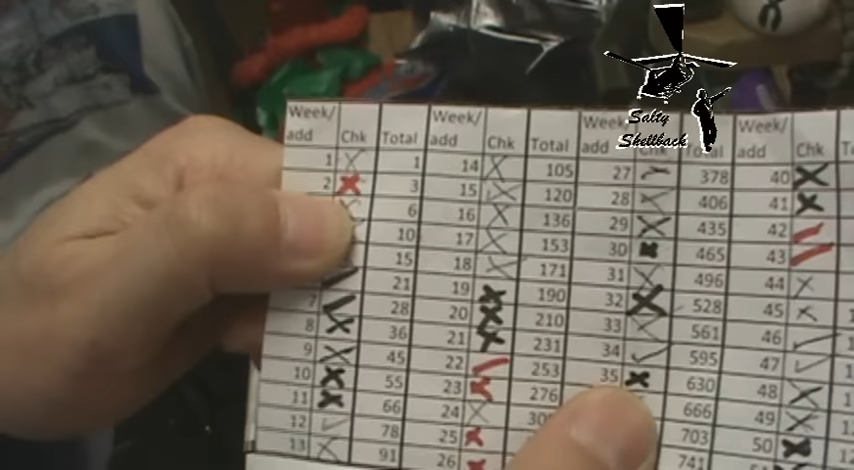 Salty
Shellback
Week/ Week/ Week/ Week/
add Chk Total add Chk Total Chk Total add Chk
1 1 14 105 27 378 40
2 3 15 120 28 406 41
6 16 136 29 435 42
10 17 153 30 465 43
15 18 171 31 496 44
21 19 190 32 528 45
7 28 20 210 33 561 46
8 36 21 231 34 595 47
9 45 22 253 35 630 48
10 55 23 276 666 49
11 66 24 703 50
12 78 25 741
13 91 26